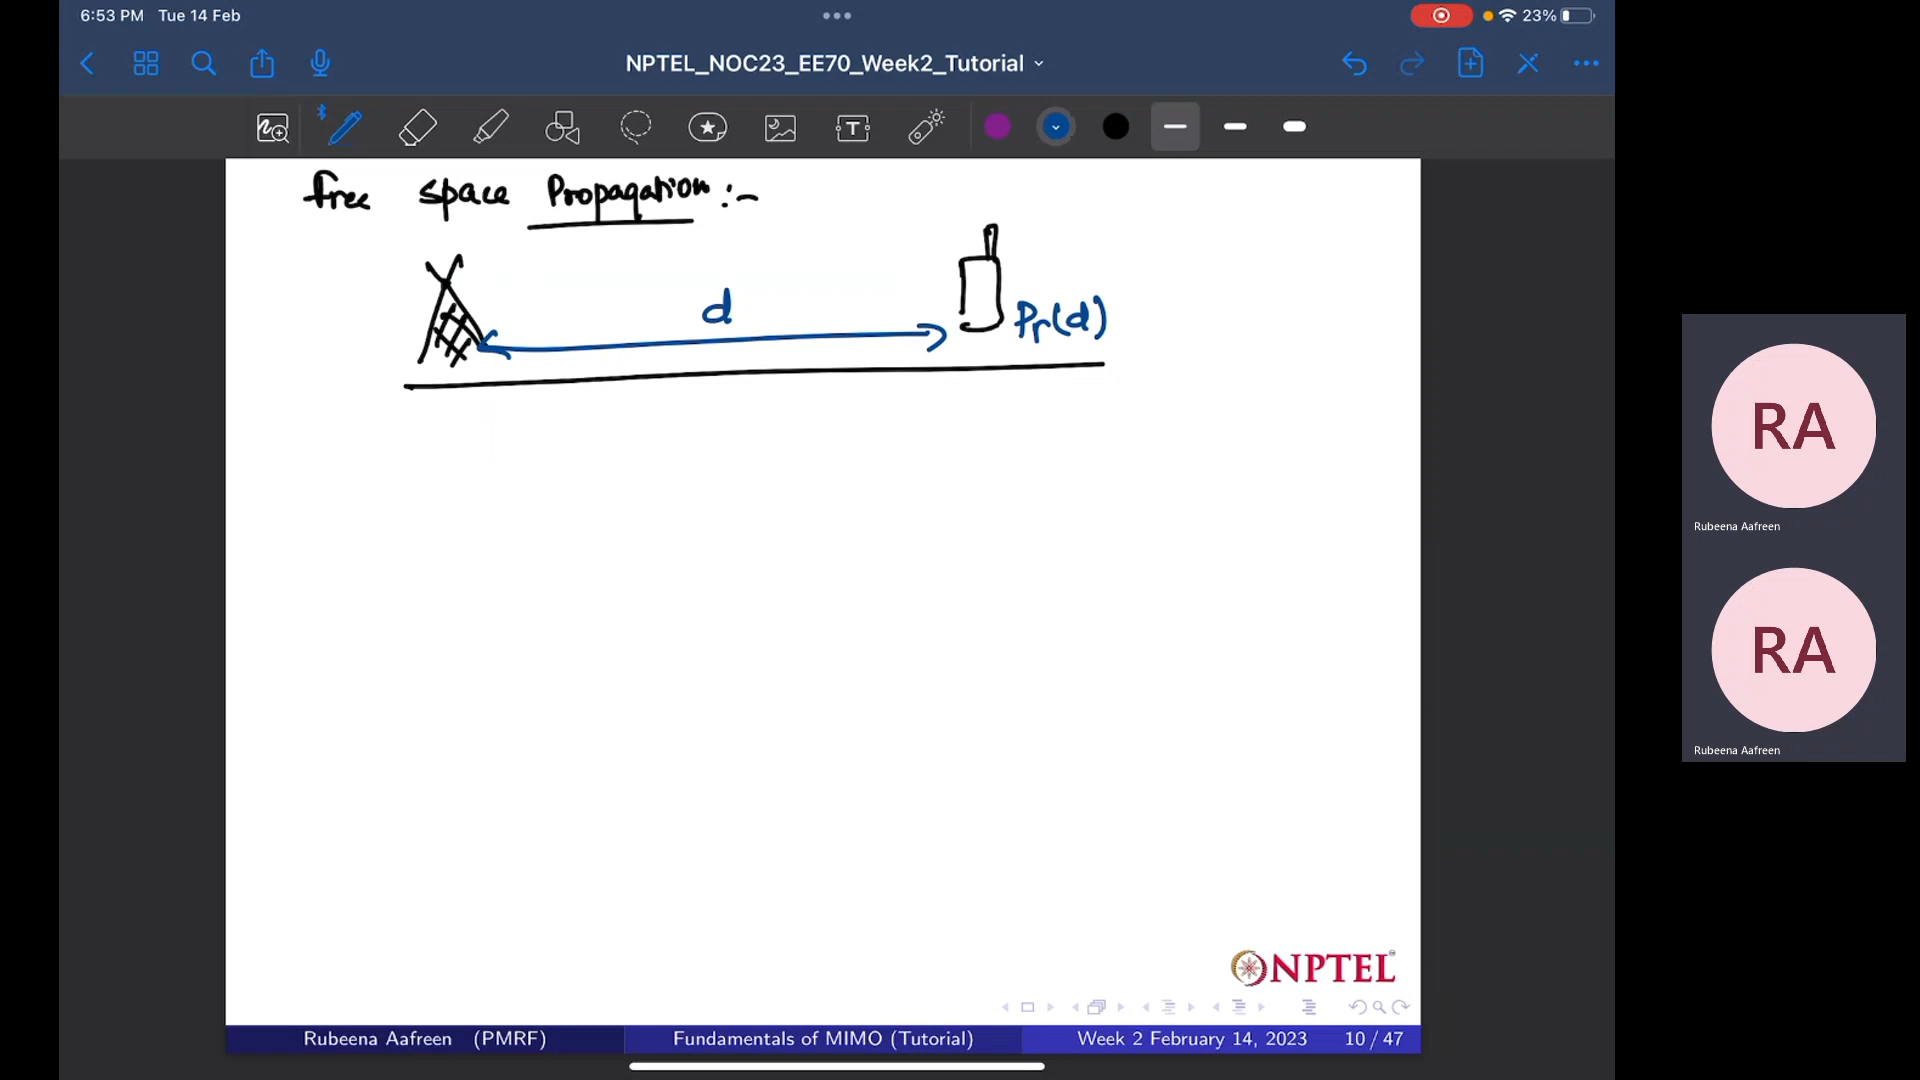 6:53 PM Tue 14 Feb
23%
NPTEL_NOC23_EE70_Week2_Tutorial
T
free space Propagation :-
d
Pr(d)
RA
Rubeena Aafreen
RA
Rubeena Aafreen
NPTEL
Rubeena Aafreen (PMRF) Fundamentals of MIMO (Tutorial) Week 2 February 14, 2023 10 / 47